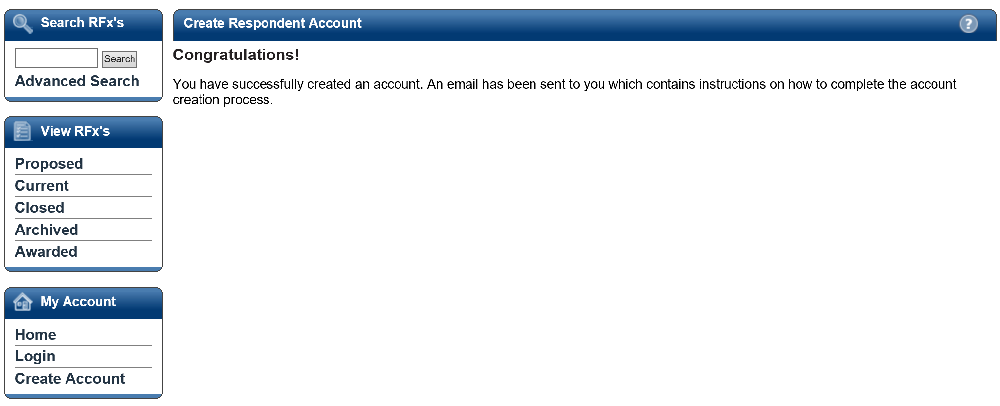 Search RFx's
Search
Advanced Search
View RFx's
Proposed
Current
Closed
Archived
Awarded
My Account
Home
Login
Create Account
Create Respondent Account
?
Congratulations!
You have successfully created an account. An email has been sent to you which contains instructions on how to complete the account
creation process.